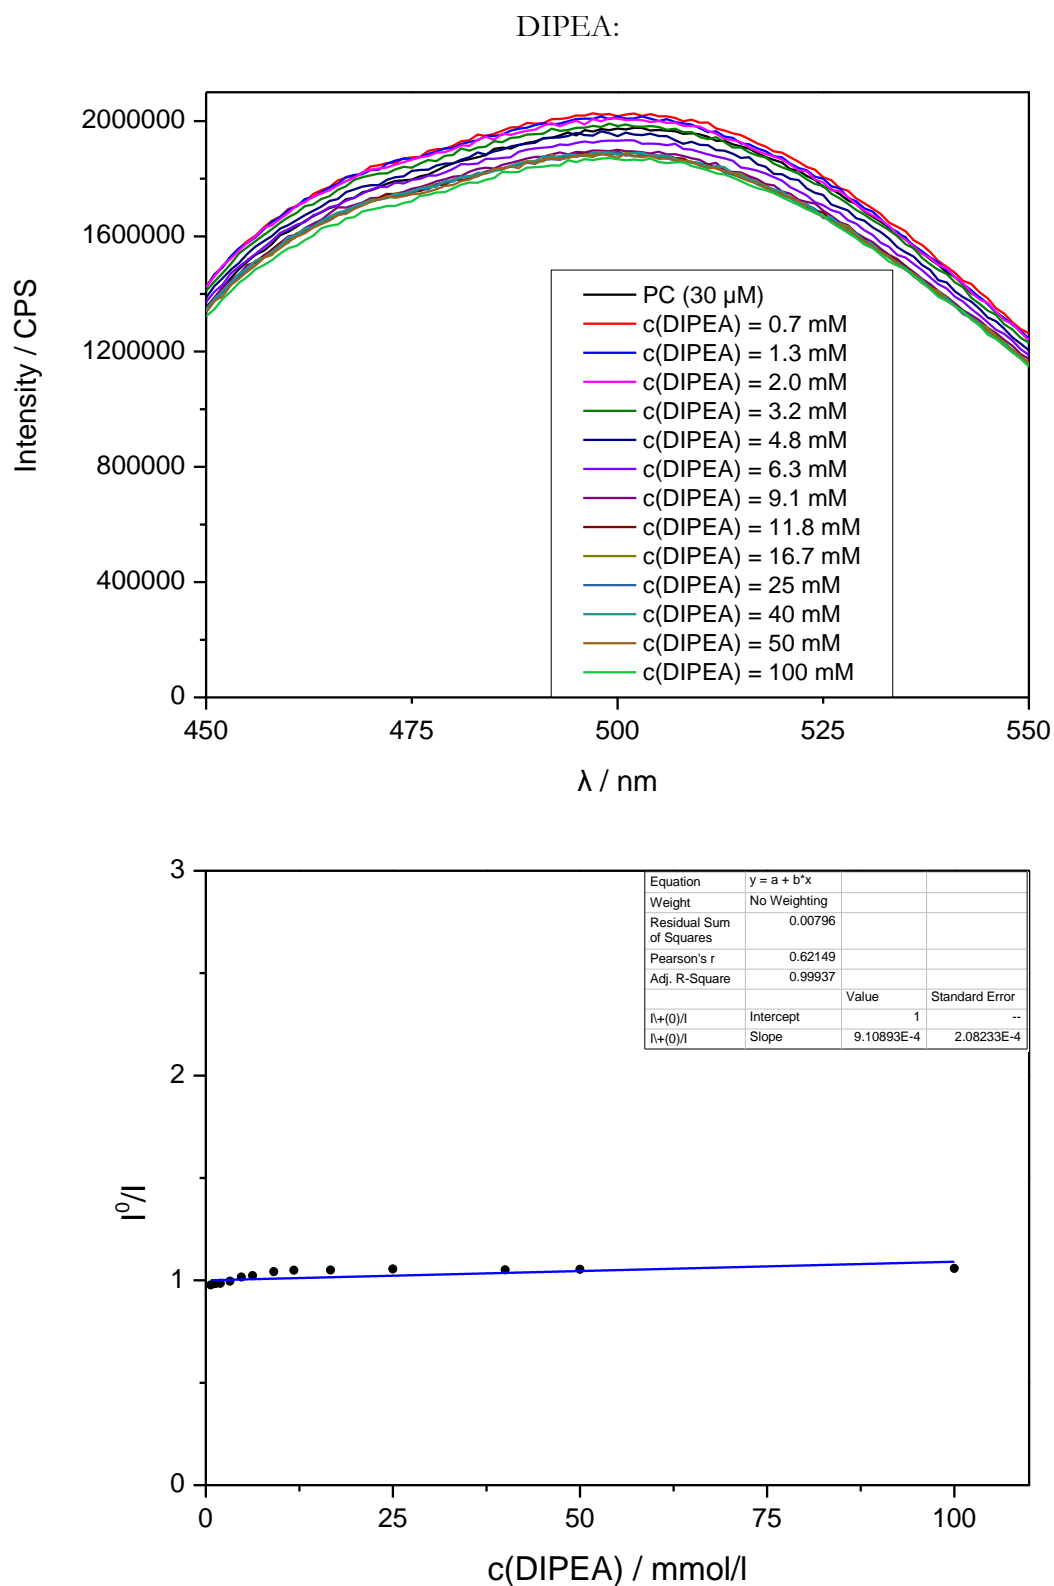 DIPEA:
2000000
1600000
1200000
800000
400000
0
Intensity / CPS
PC (30 μM)
c(DIPEA) = 0.7 mM
c(DIPEA) = 1.3 mM
c(DIPEA) = 2.0 mM
c(DIPEA) = 3.2 mM
c(DIPEA) = 4.8 mM
c(DIPEA) = 6.3 mM
c(DIPEA) = 9.1 mM
c(DIPEA) = 11.8 mM
c(DIPEA) = 16.7 mM
c(DIPEA) = 25 mM
c(DIPEA) = 40 mM
c(DIPEA) = 50 mM
c(DIPEA) = 100 mM
450 475 500 525 550
λ / nm
3
2
1
0
I⁰/I
Equation y = a + b*x
Weight No Weighting
Residual Sum
of Squares 0.00796
Pearson's r 0.62149
Adj. R-Square 0.99937
Value Standard Error
I\+(0)/I Intercept 1 --
I\+(0)/I Slope 9.10893E-4 2.08233E-4
0 25 50 75 100
c(DIPEA) / mmol/l